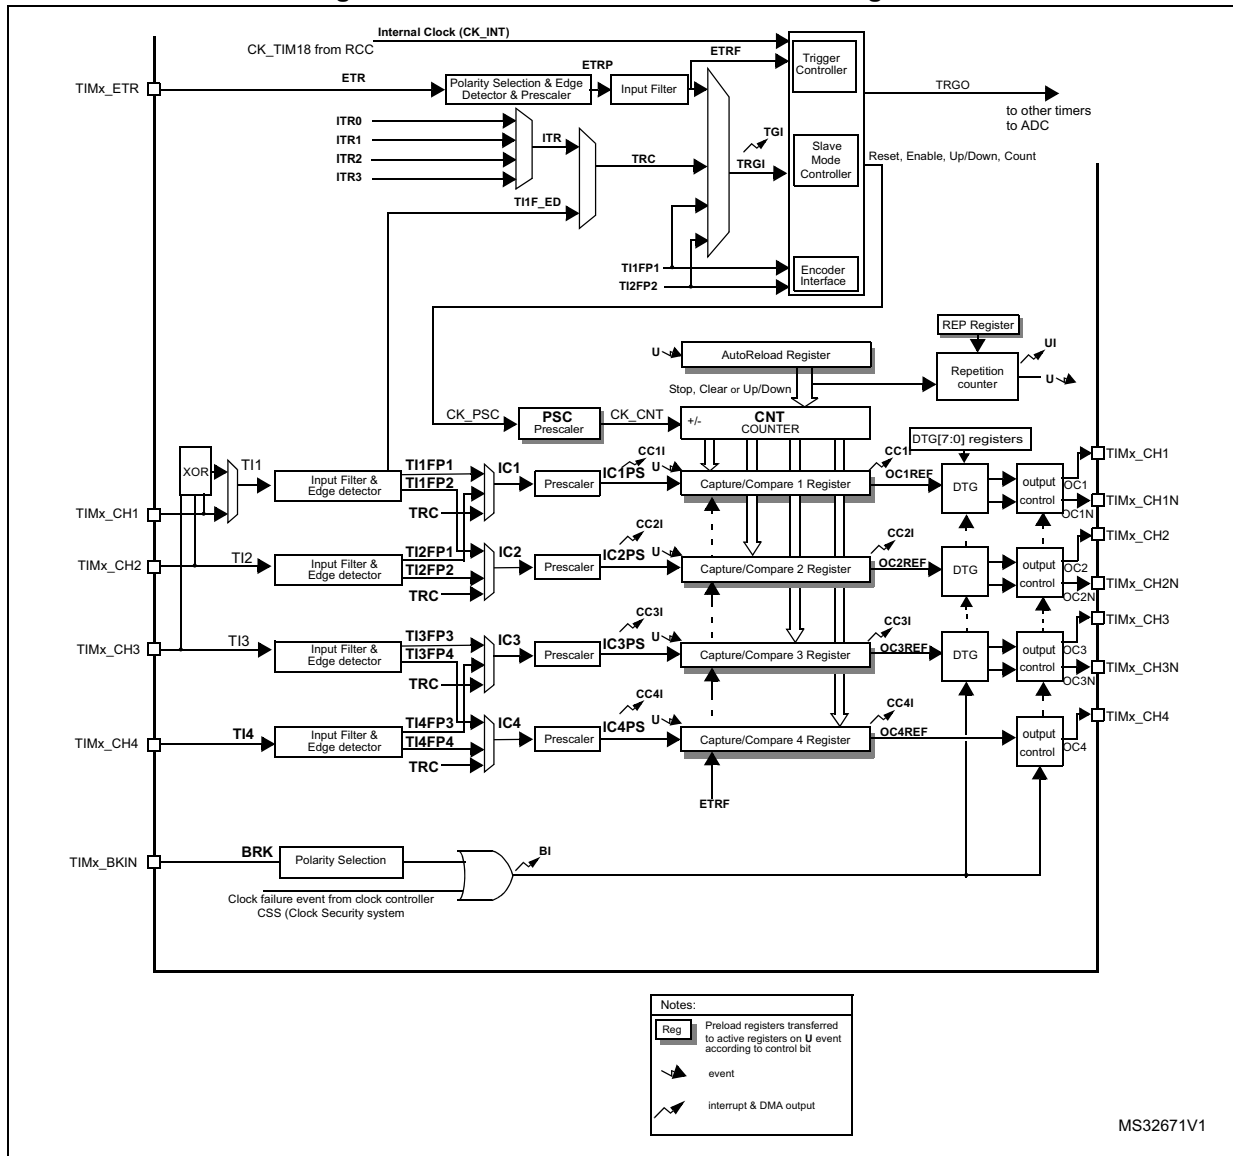 Internal Clock (CK_INT)
CK_TIM18 from RCC
ETRF
Trigger
Controller
ETRP
TIMx_ETR
ETR
Polarity Selection & Edge
Detector & Prescaler
Input Filter
TRGO
to other timers
to ADC
ITR0
ITR1
ITR2
ITR3
ITR
TRC
TI1F_ED
TGI
TRGI
Slave
Mode
Controller
Reset, Enable, Up/Down, Count
TI1FP1
TI2FP2
Encoder
Interface
REP Register
U
AutoReload Register
UI
Repetition
counter
U
Stop, Clear or Up/Down
CK_PSC
PSC
Prescaler
CK_CNT
+/-
CNT
COUNTER
DTG[7:0] registers
XOR
TI1
Input Filter &
Edge detector
TI1FP1
TI1FP2
TRC
IC1
Prescaler
IC1PS
CC1I
U
Capture/Compare 1 Register
CC1I
OC1REF
DTG
output
control
OC1
OC1N
TIMx_CH1
TIMx_CH1N
TIMx_CH1
TIMx_CH2
TI2
Input Filter &
Edge detector
TI2FP1
TI2FP2
TRC
IC2
Prescaler
IC2PS
CC2I
U
Capture/Compare 2 Register
CC2I
OC2REF
DTG
output
control
OC2
OC2N
TIMx_CH2
TIMx_CH2N
TIMx_CH3
TI3
Input Filter &
Edge detector
TI3FP3
TI3FP4
TRC
IC3
Prescaler
IC3PS
CC3I
U
Capture/Compare 3 Register
CC3I
OC3REF
DTG
output
control
OC3
OC3N
TIMx_CH3
TIMx_CH3N
TIMx_CH4
TI4
Input Filter &
Edge detector
TI4FP3
TI4FP4
TRC
IC4
Prescaler
IC4PS
CC4I
U
Capture/Compare 4 Register
CC4I
OC4REF
output
control
OC4
TIMx_CH4
ETRF
TIMx_BKIN
BRK
Polarity Selection
BI
Clock failure event from clock controller
CSS (Clock Security system
Notes:
Reg
Preload registers transferred
to active registers on U event
according to control bit
event
interrupt & DMA output
MS32671V1